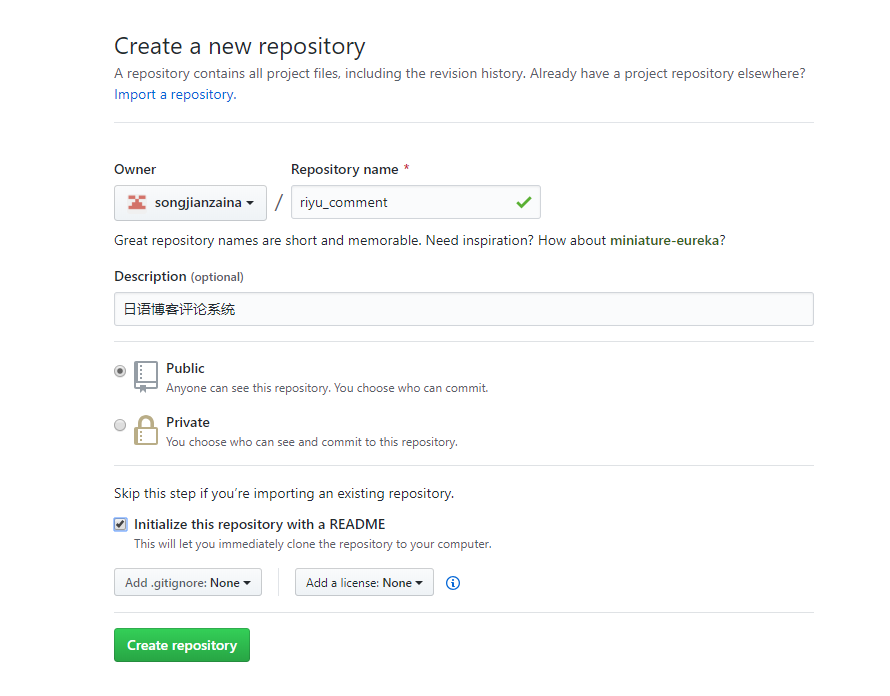 Create a new repository
A repository contains all project files, including the revision history. Already have a project repository elsewhere?
Import a repository.
Owner Repository name *
songjianzaina / riyu_comment
Great repository names are short and memorable. Need inspiration? How about miniature-eureka?
Description (optional)
日语博客评论系统
Public
Anyone can see this repository. You choose who can commit.
Private
You choose who can see and commit to this repository.
Skip this step if you’re importing an existing repository.
Initialize this repository with a README
This will let you immediately clone the repository to your computer.
Add .gitignore: None Add a license: None
Create repository